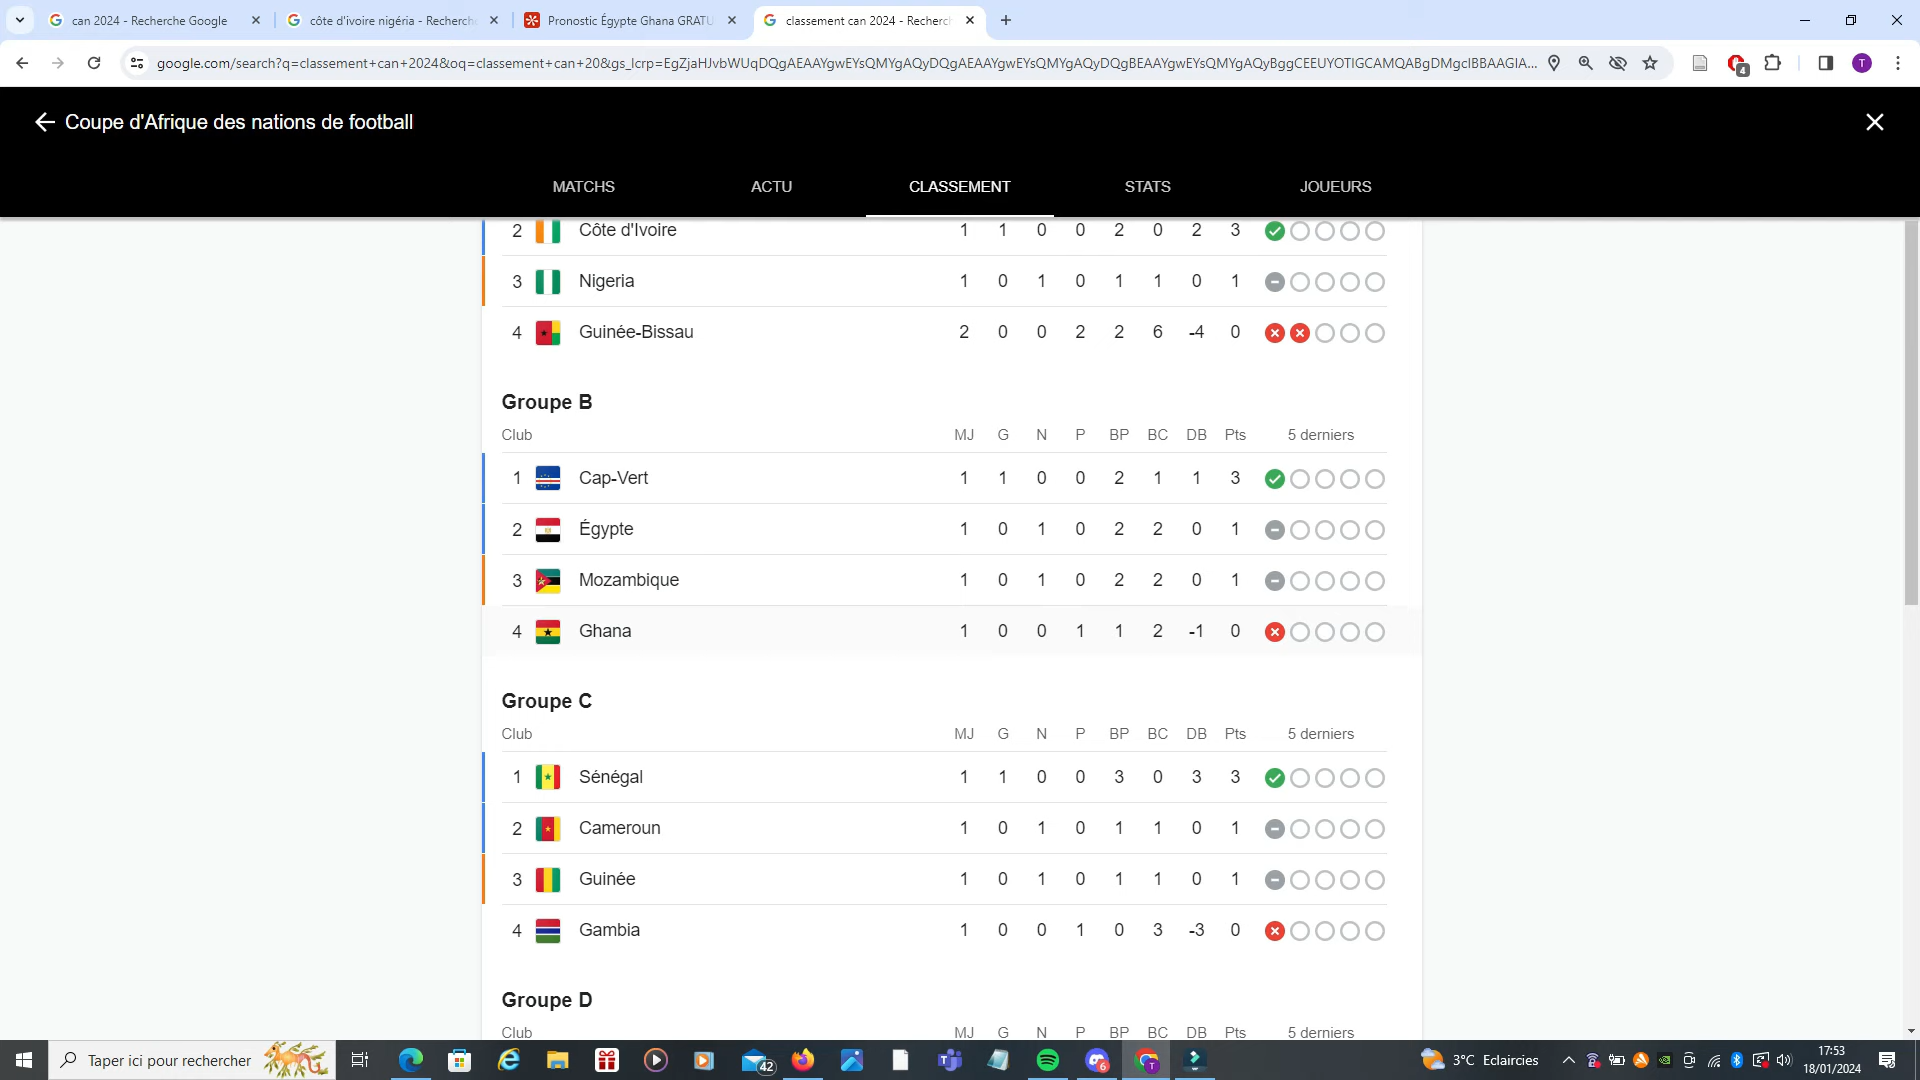 can 2024 - Recherche Google
côte d'ivoire nigéria - Recherche
Pronostic Égypte Ghana GRATU
classement can 2024 - Recherch
google.com/search?q=classement+can+2024&oq=classement+can+20&gs_lcrp=EgZjaHJvbWUqDQgAEAAYgwEYsQMYgAQyDQgAEAAYgwEYsQMYgAQyDQgBEAAYgwEYsQMYgAQyBggCEEUYOTIGCAMQABgDMgcIBBAAGIA...
4
T
Coupe d'Afrique des nations de football
MATCHS ACTU CLASSEMENT STATS JOUEURS
2 Côte d'Ivoire 1 1 0 0 2 0 2 3
3 Nigeria 1 0 1 0 1 1 0 1
4 Guinée-Bissau 2 0 0 2 2 6 -4 0
Groupe B
Club MJ G N P BP BC DB Pts 5 derniers
1 Cap-Vert 1 1 0 0 2 1 1 3
2 Égypte 1 0 1 0 2 2 0 1
3 Mozambique 1 0 1 0 2 2 0 1
4 Ghana 1 0 0 1 1 2 -1 0
Groupe C
Club MJ G N P BP BC DB Pts 5 derniers
1 Sénégal 1 1 0 0 3 0 3 3
2 Cameroun 1 0 1 0 1 1 0 1
3 Guinée 1 0 1 0 1 1 0 1
4 Gambia 1 0 0 1 0 3 -3 0
Groupe D
Club MJ G N P BP BC DB Pts 5 derniers
Taper ici pour rechercher
42
6
T
3°C Eclaircies
17:53
18/01/2024